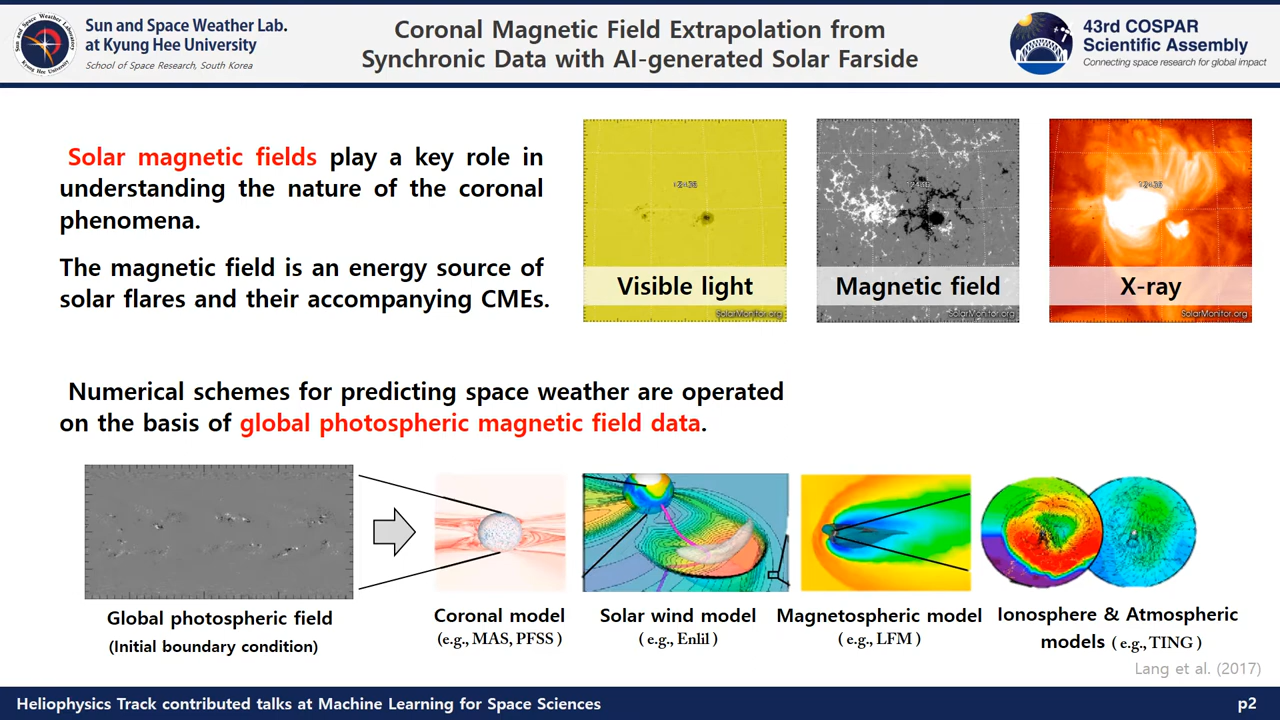 Sun and Space Weather Lab.
at Kyung Hee University
School of Space Research, South Korea
Coronal Magnetic Field Extrapolation from
Synchronic Data with AI-generated Solar Farside
43rd COSPAR
Scientific Assembly
Connecting space research for global impact
Solar magnetic fields play a key role in
understanding the nature of the coronal
phenomena.
The magnetic field is an energy source of
solar flares and their accompanying CMEs.
Visible light
SolarMonitor.org
Magnetic field
SolarMonitor.org
X-ray
SolarMonitor.org
Numerical schemes for predicting space weather are operated
on the basis of global photospheric magnetic field data.
Global photospheric field
(Initial boundary condition)
Coronal model
(e.g., MAS, PFSS )
Solar wind model
( e.g., Enlil )
Magnetospheric model
( e.g., LFM )
Ionosphere & Atmospheric
models ( e.g., TING )
Lang et al. (2017)
Heliophysics Track contributed talks at Machine Learning for Space Sciences
p2